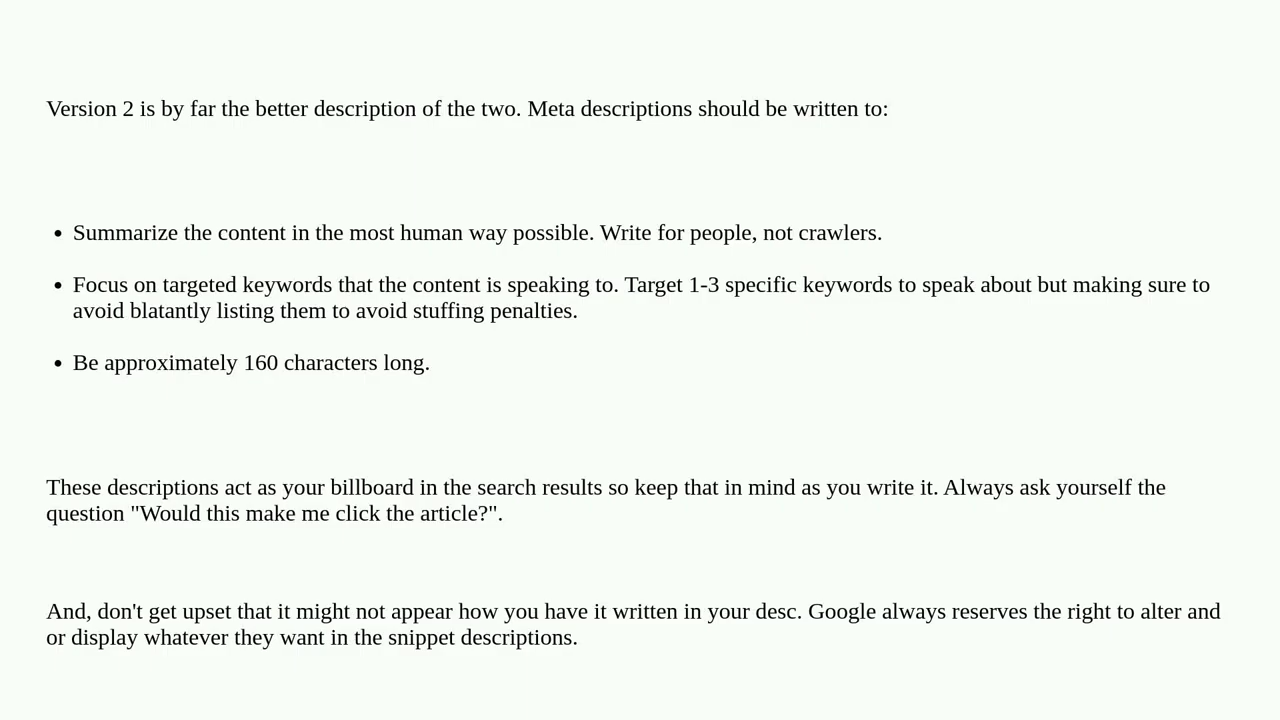 Version 2 is by far the better description of the two. Meta descriptions should be written to:
• Summarize the content in the most human way possible. Write for people, not crawlers.
• Focus on targeted keywords that the content is speaking to. Target 1-3 specific keywords to speak about but making sure to
avoid blatantly listing them to avoid stuffing penalties.
• Be approximately 160 characters long.
These descriptions act as your billboard in the search results so keep that in mind as you write it. Always ask yourself the
question "Would this make me click the article?".
And, don't get upset that it might not appear how you have it written in your desc. Google always reserves the right to alter and
or display whatever they want in the snippet descriptions.